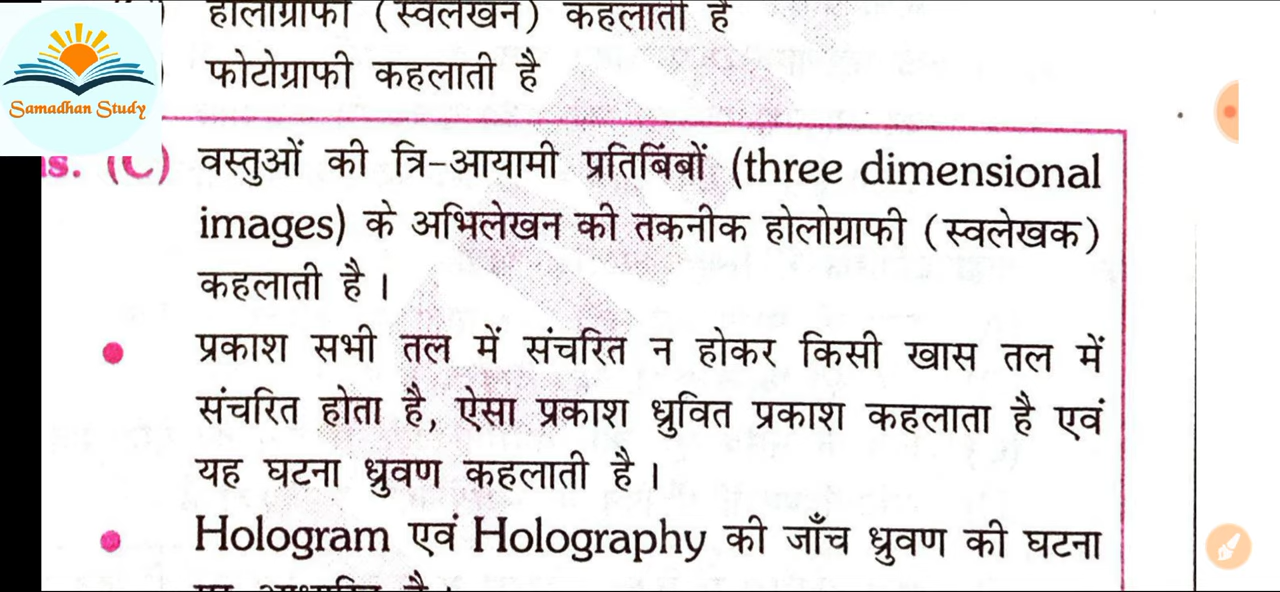 होलोग्राफी (स्वलेखन) कहलाती है
फोटोग्राफी कहलाती है
Samadhan Study
(C) वस्तुओं की त्रि-आयामी प्रतिबिंबों (three dimensional
images) के अभिलेखन की तकनीक होलोग्राफी (स्वलेखक)
कहलाती है।
प्रकाश सभी तल में संचरित न होकर किसी खास तल में
संचरित होता है, ऐसा प्रकाश ध्रुवित प्रकाश कहलाता है एवं
यह घटना ध्रुवण कहलाती है।
Hologram एवं Holography की जाँच ध्रुवण की घटना